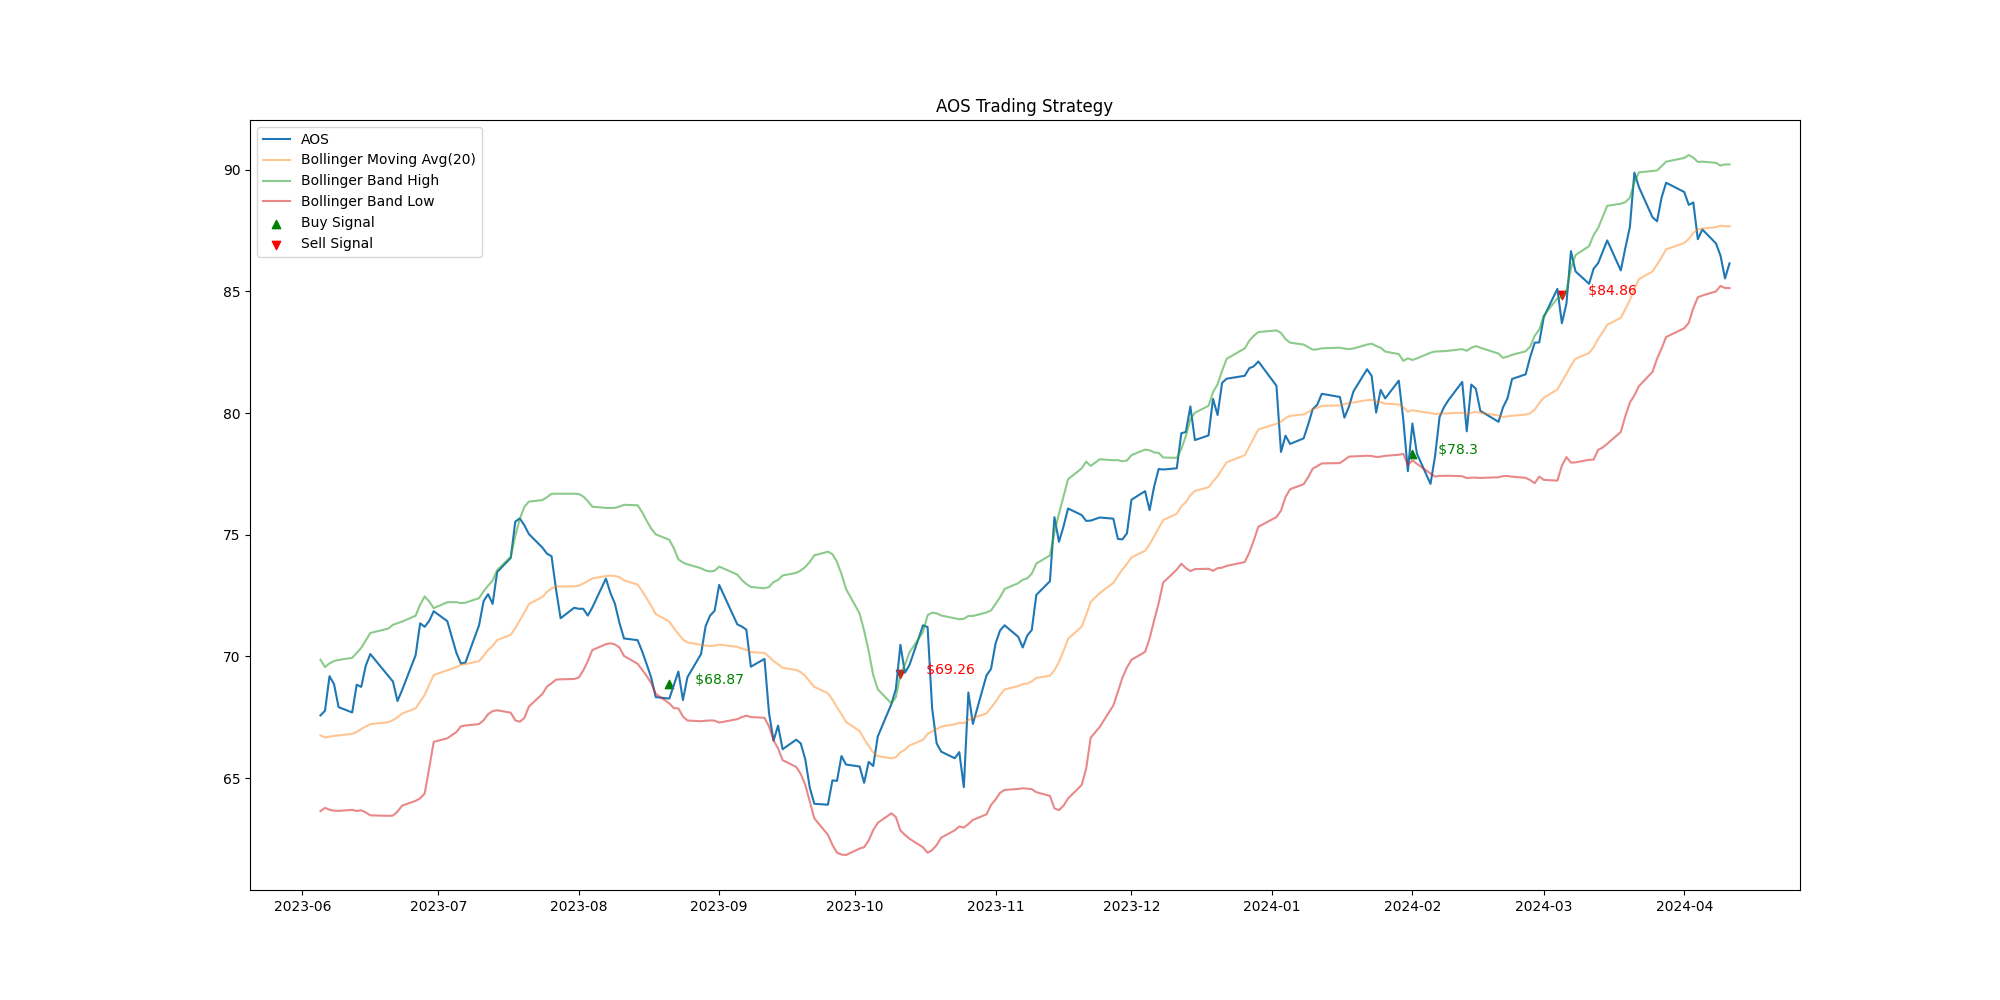 AOS Trading Strategy
AOS
Bollinger Moving Avg(20)
Bollinger Band High
Bollinger Band Low
Buy Signal
Sell Signal
90
85
80
75
70
65
$68.87
$69.26
$78.3
$84.86
2023-06 2023-07 2023-08 2023-09 2023-10 2023-11 2023-12 2024-01 2024-02 2024-03 2024-04